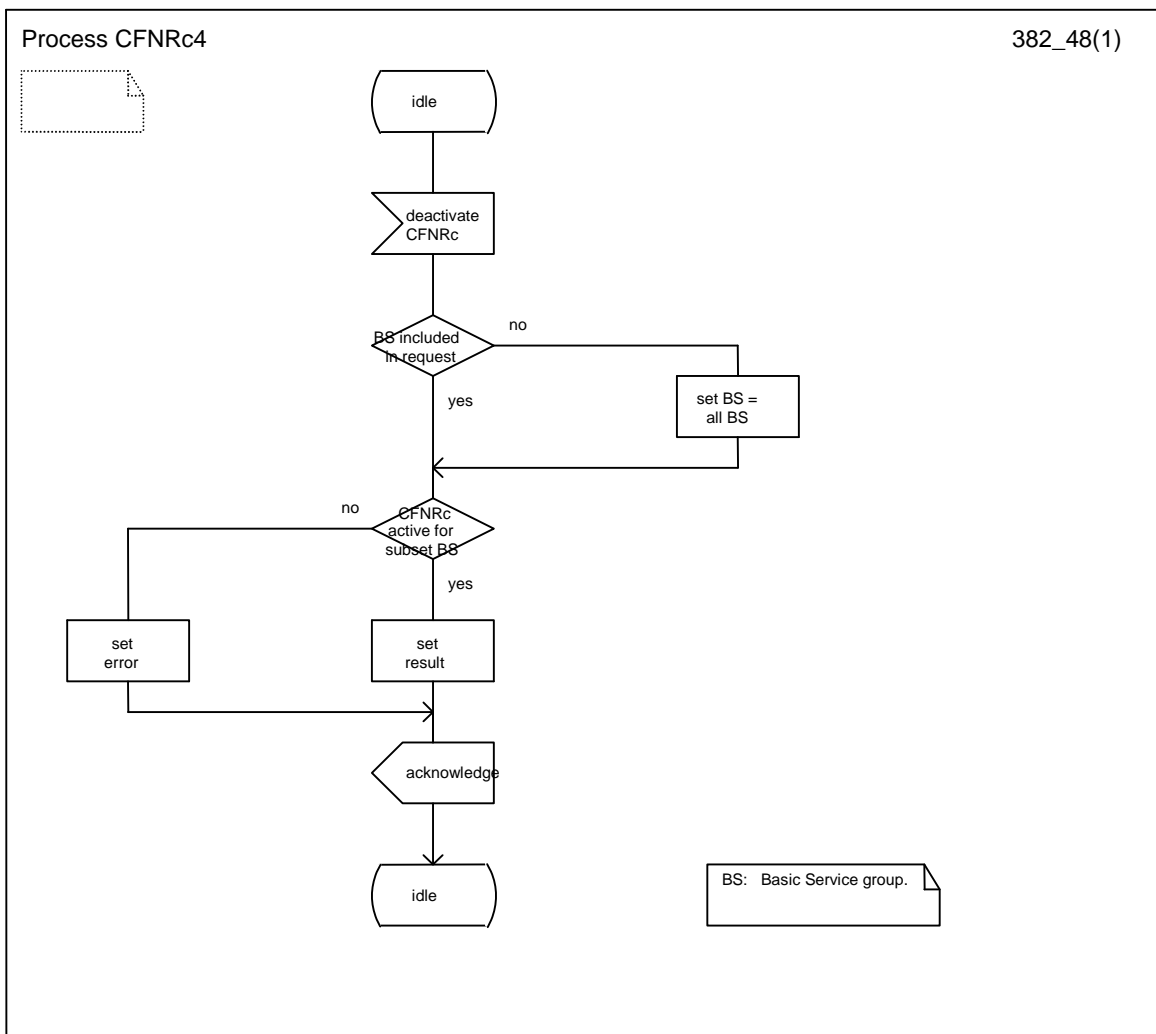 Process CFNRc4
382_48(1)
idle
deactivate
CFNRc
BS included
In request
no
yes
set BS =
all BS
no
CFNRc
active for
subset BS
yes
set
error
set
result
acknowledge
idle
BS: Basic Service group.